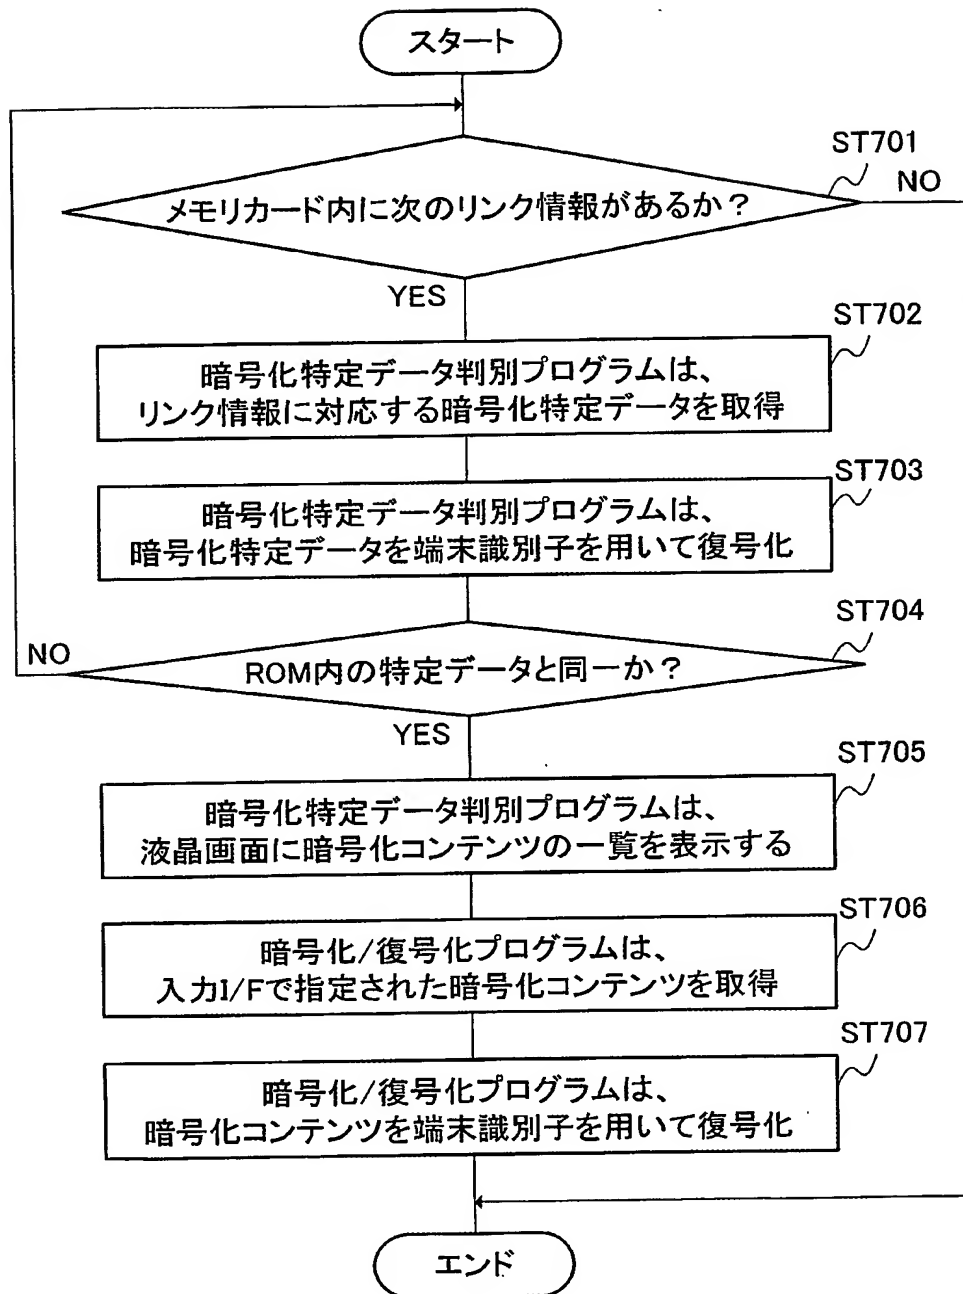 スタート
ST701
NO
メモリカード内に次のリンク情報があるか？
YES
ST702
暗号化特定データ判別プログラムは、
リンク情報に対応する暗号化特定データを取得
ST703
暗号化特定データ判別プログラムは、
暗号化特定データを端末識別子を用いて復号化
ST704
NO
ROM内の特定データと同一か？
YES
ST705
暗号化特定データ判別プログラムは、
液晶画面に暗号化コンテンツの一覧を表示する
ST706
暗号化/復号化プログラムは、
入力I/Fで指定された暗号化コンテンツを取得
ST707
暗号化/復号化プログラムは、
暗号化コンテンツを端末識別子を用いて復号化
エンド